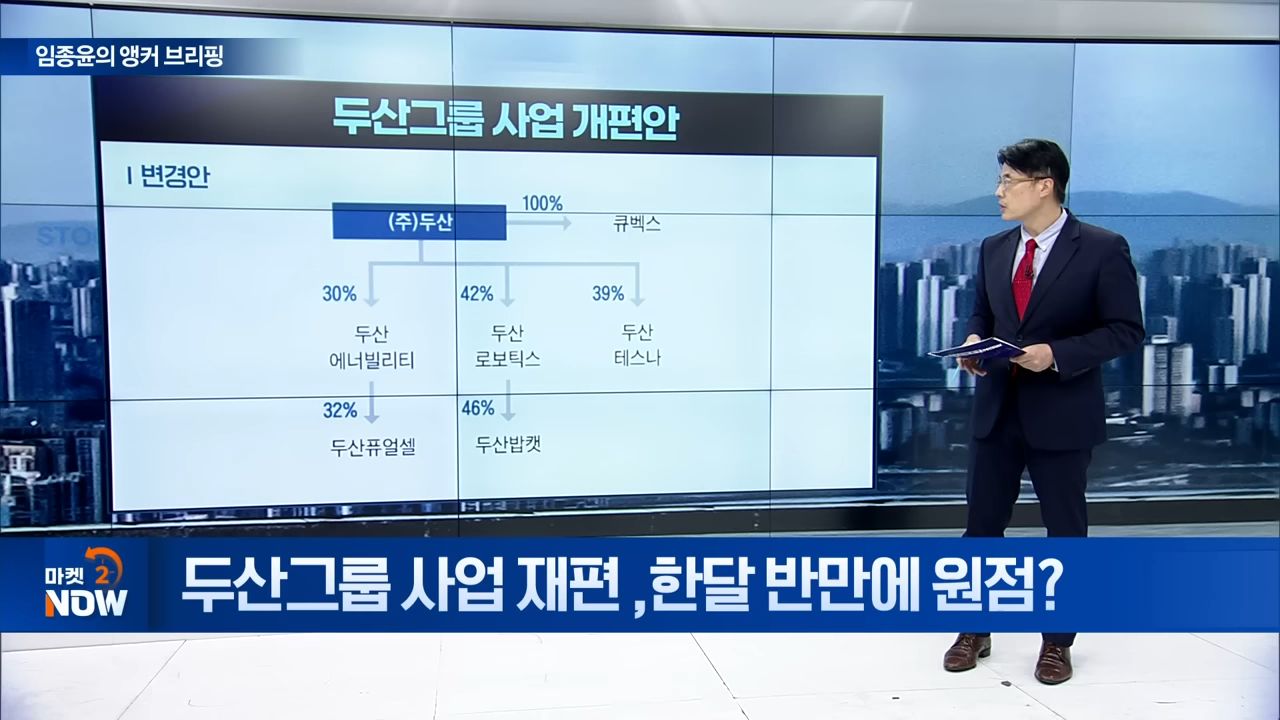 임종윤의 앵커 브리핑
두산그룹 사업 개편안
변경안
(주)두산
100%
큐벡스
30%
42%
39%
두산
에너빌리티
두산
로보틱스
두산
테스나
32%
46%
두산퓨얼셀
두산밥캣
STO
마켓 2
NOW
두산그룹 사업 재편 ,한달 반만에 원점?